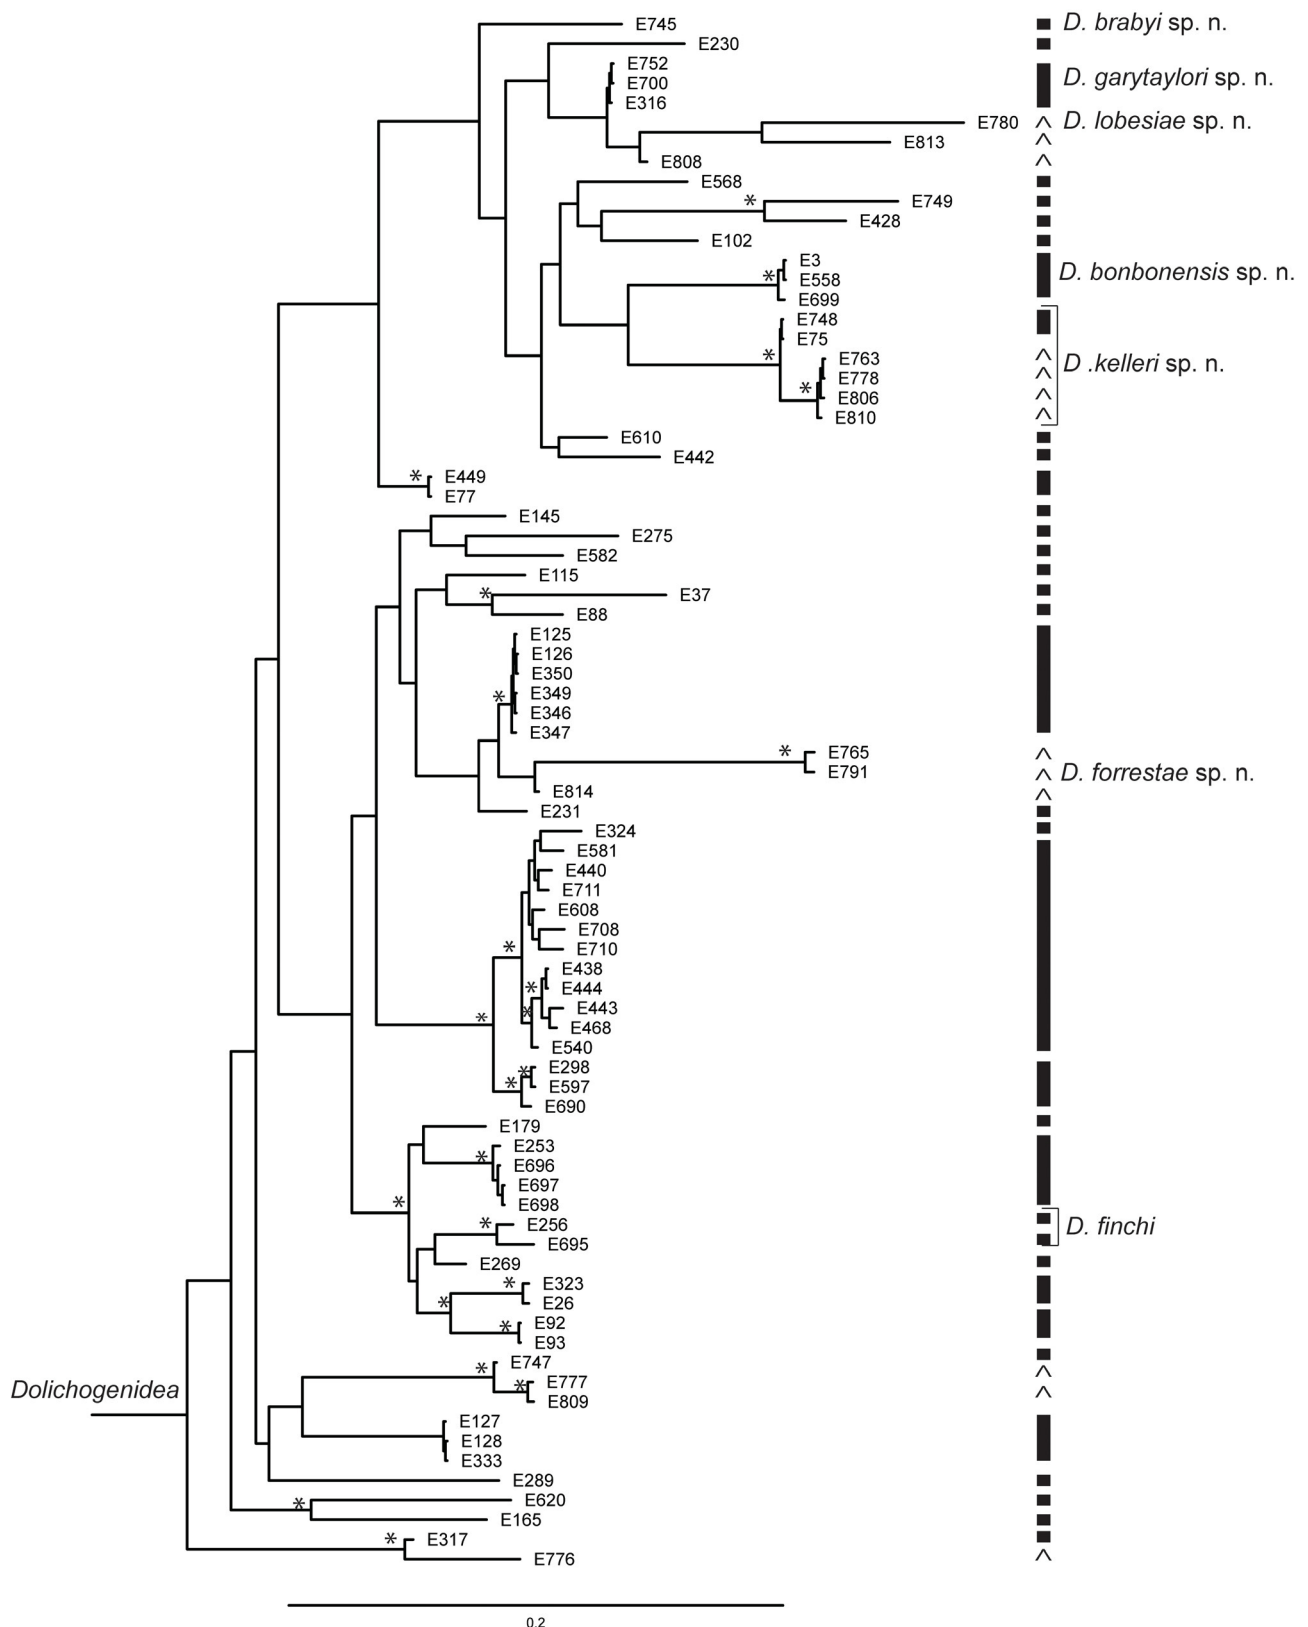 E745 D. brabyi sp. n.
E230
E752
E700 D. garytaylori sp. n.
E316
E780 D. lobesiae sp. n.
E813
E808
E568
E749
E428
E102
E3
E558 D. bonbonensis sp. n.
E699
E748
E75
E763 D .kelleri sp. n.
E778
E806
E810
E610
E442
E449
E77
E145
E275
E582
E115
E37
E88
E125
E126
E350
E349
E346
E347
E765
E791 D. forrestae sp. n.
E814
E231
E324
E581
E440
E711
E608
E708
E710
E438
E444
E443
E468
E540
E298
E597
E690
E179
E253
E696
E697
E698
E256 D. finchi
E695
E269
E323
E26
E92
E93
E747
E777
Dolichogenidea
E809
E127
E128
E333
E289
E620
E165
E317
E776
0.2